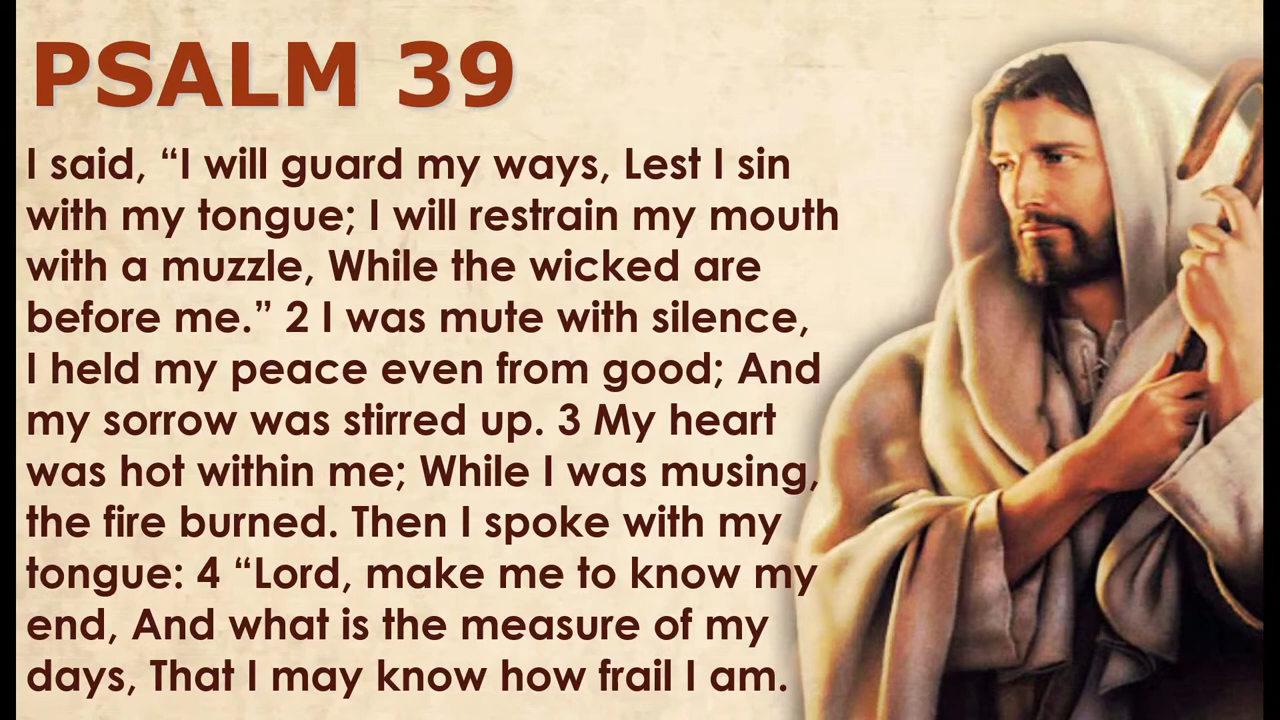 PSALM 39
I said, “I will guard my ways, Lest I sin
with my tongue; I will restrain my mouth
with a muzzle, While the wicked are
before me.” 2 I was mute with silence,
I held my peace even from good; And
my sorrow was stirred up. 3 My heart
was hot within me; While I was musing,
the fire burned. Then I spoke with my
tongue: 4 “Lord, make me to know my
end, And what is the measure of my
days, That I may know how frail I am.